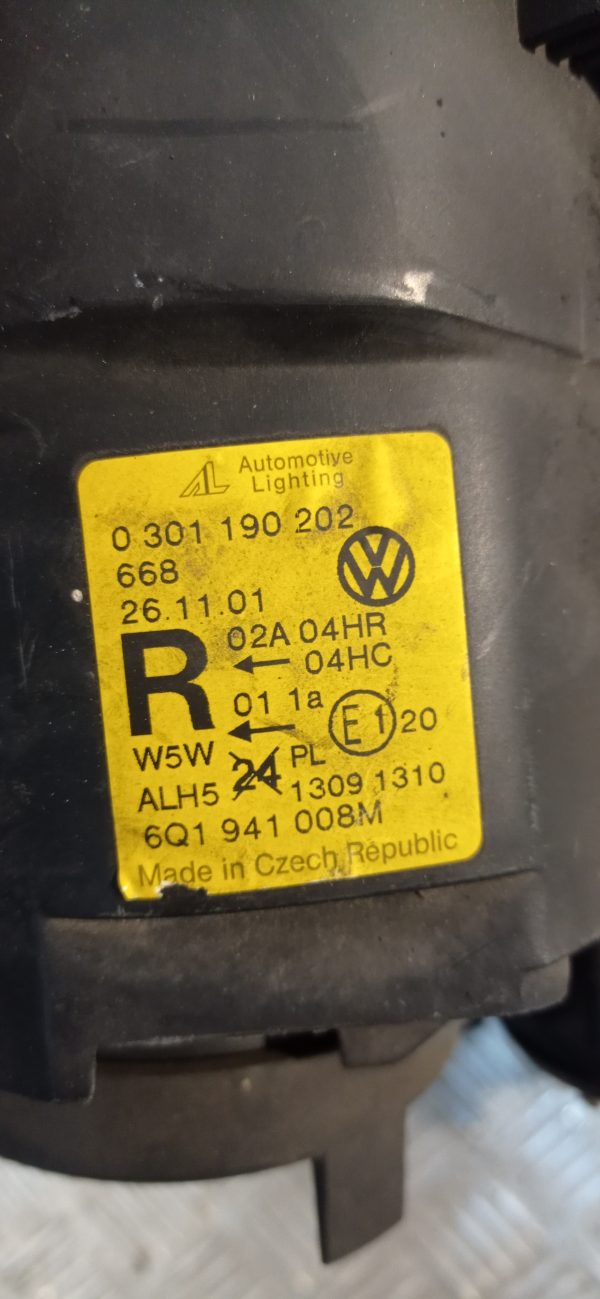 AL Automotive
Lighting
0 301 190 202
668
26.11.01
R
02A 04HR
← 04HC
01 1a
←
E1 20
W5W 24 PL
ALH5 1309 1310
6Q1 941 008M
Made in Czech Republic